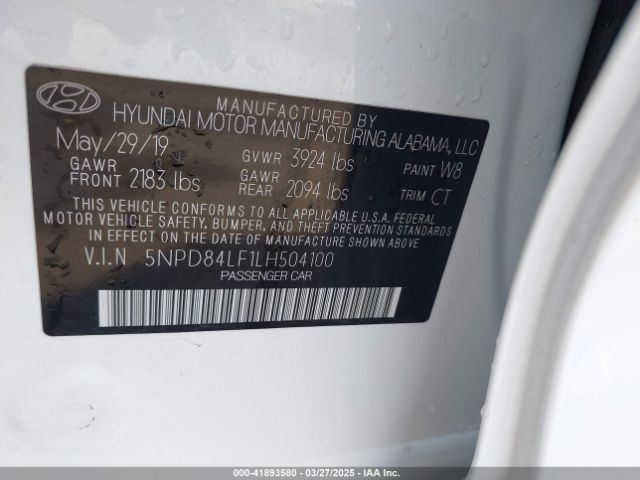 MANUFACTURED BY
HYUNDAI MOTOR MANUFACTURING ALABAMA, LLC
May/29/19 GVWR 3924 lbs PAINT W8
GAWR FRONT 2183 lbs GAWR REAR 2094 lbs TRIM CT
THIS VEHICLE CONFORMS TO ALL APPLICABLE U.S.A. FEDERAL
MOTOR VEHICLE SAFETY, BUMPER, AND THEFT PREVENTION STANDARDS
IN EFFECT ON THE DATE OF MANUFACTURE SHOWN ABOVE.
V.I.N 5NPD84LF1LH504100
PASSENGER CAR
000-41893580 - 03/27/2025 - IAA Inc.